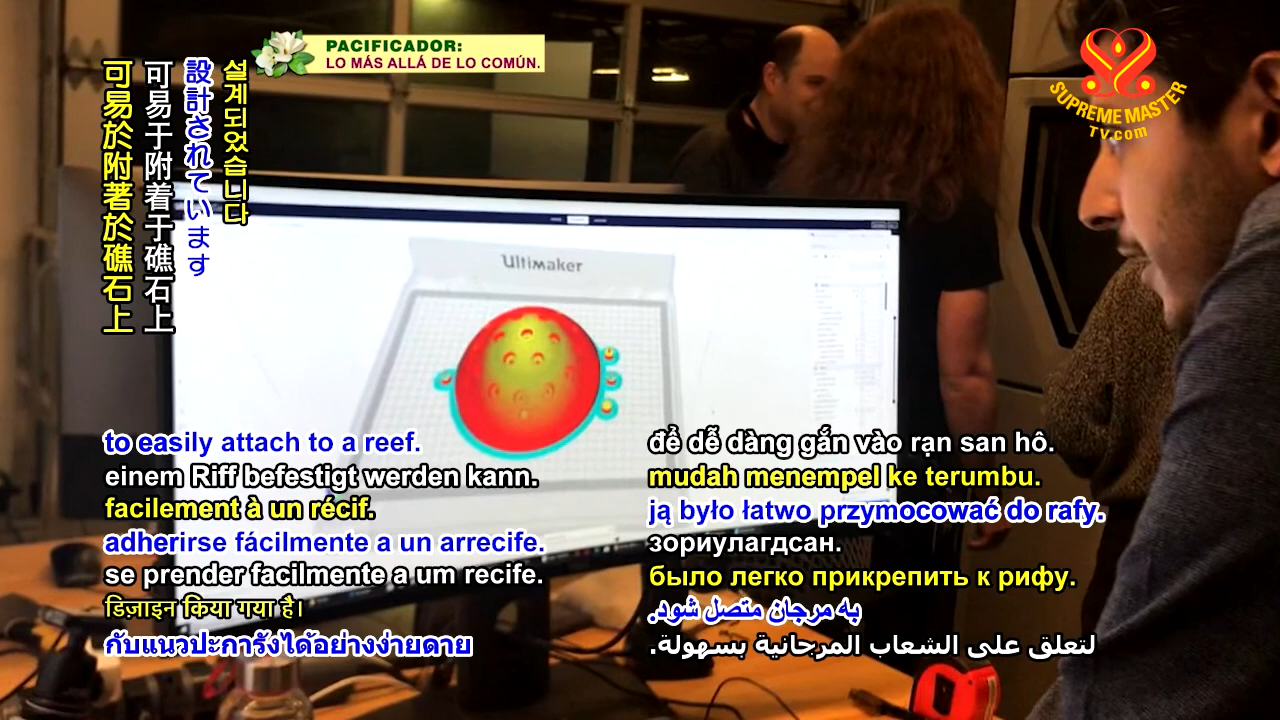 PACIFICADOR:
LO MÁS ALLÁ DE LO COMÚN.
SUPREME MASTER
TV.com
설계되었습니다
設計されています
可易于附着于礁石上
可易於附著於礁石上
Ultimaker
to easily attach to a reef.
einem Riff befestigt werden kann.
facilement à un récif.
adherirse fácilmente a un arrecife.
se prender facilmente a um recife.
डिज़ाइन किया गया है।
กับแนวปะการังได้อย่างง่ายดาย
để dễ dàng gắn vào rạn san hô.
mudah menempel ke terumbu.
ją było łatwo przymocować do rafy.
зориулагдсан.
было легко прикрепить к рифу.
به مرجان متصل شود.
لتعلق على الشعاب المرجانية بسهولة.